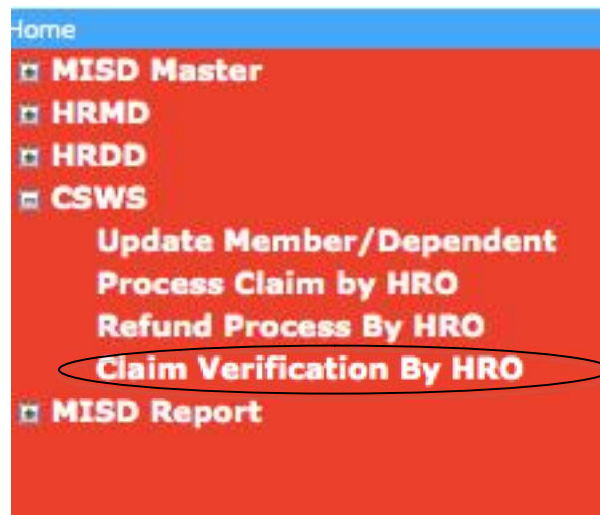 Home
MISD Master
HRMD
HRDD
CSWS
Update Member/Dependent
Process Claim by HRO
Refund Process By HRO
Claim Verification By HRO
MISD Report